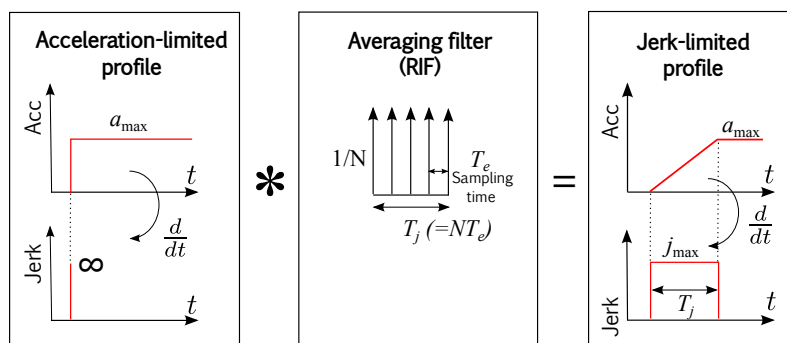 Acceleration-limited
profile
Acc
a_max
t
d
dt
Jerk
∞
t
*
Averaging filter
(RIF)
1/N
T_e
Sampling
time
T_j (=NT_e)
=
Jerk-limited
profile
Acc
a_max
t
d
dt
j_max
Jerk
T_j
t